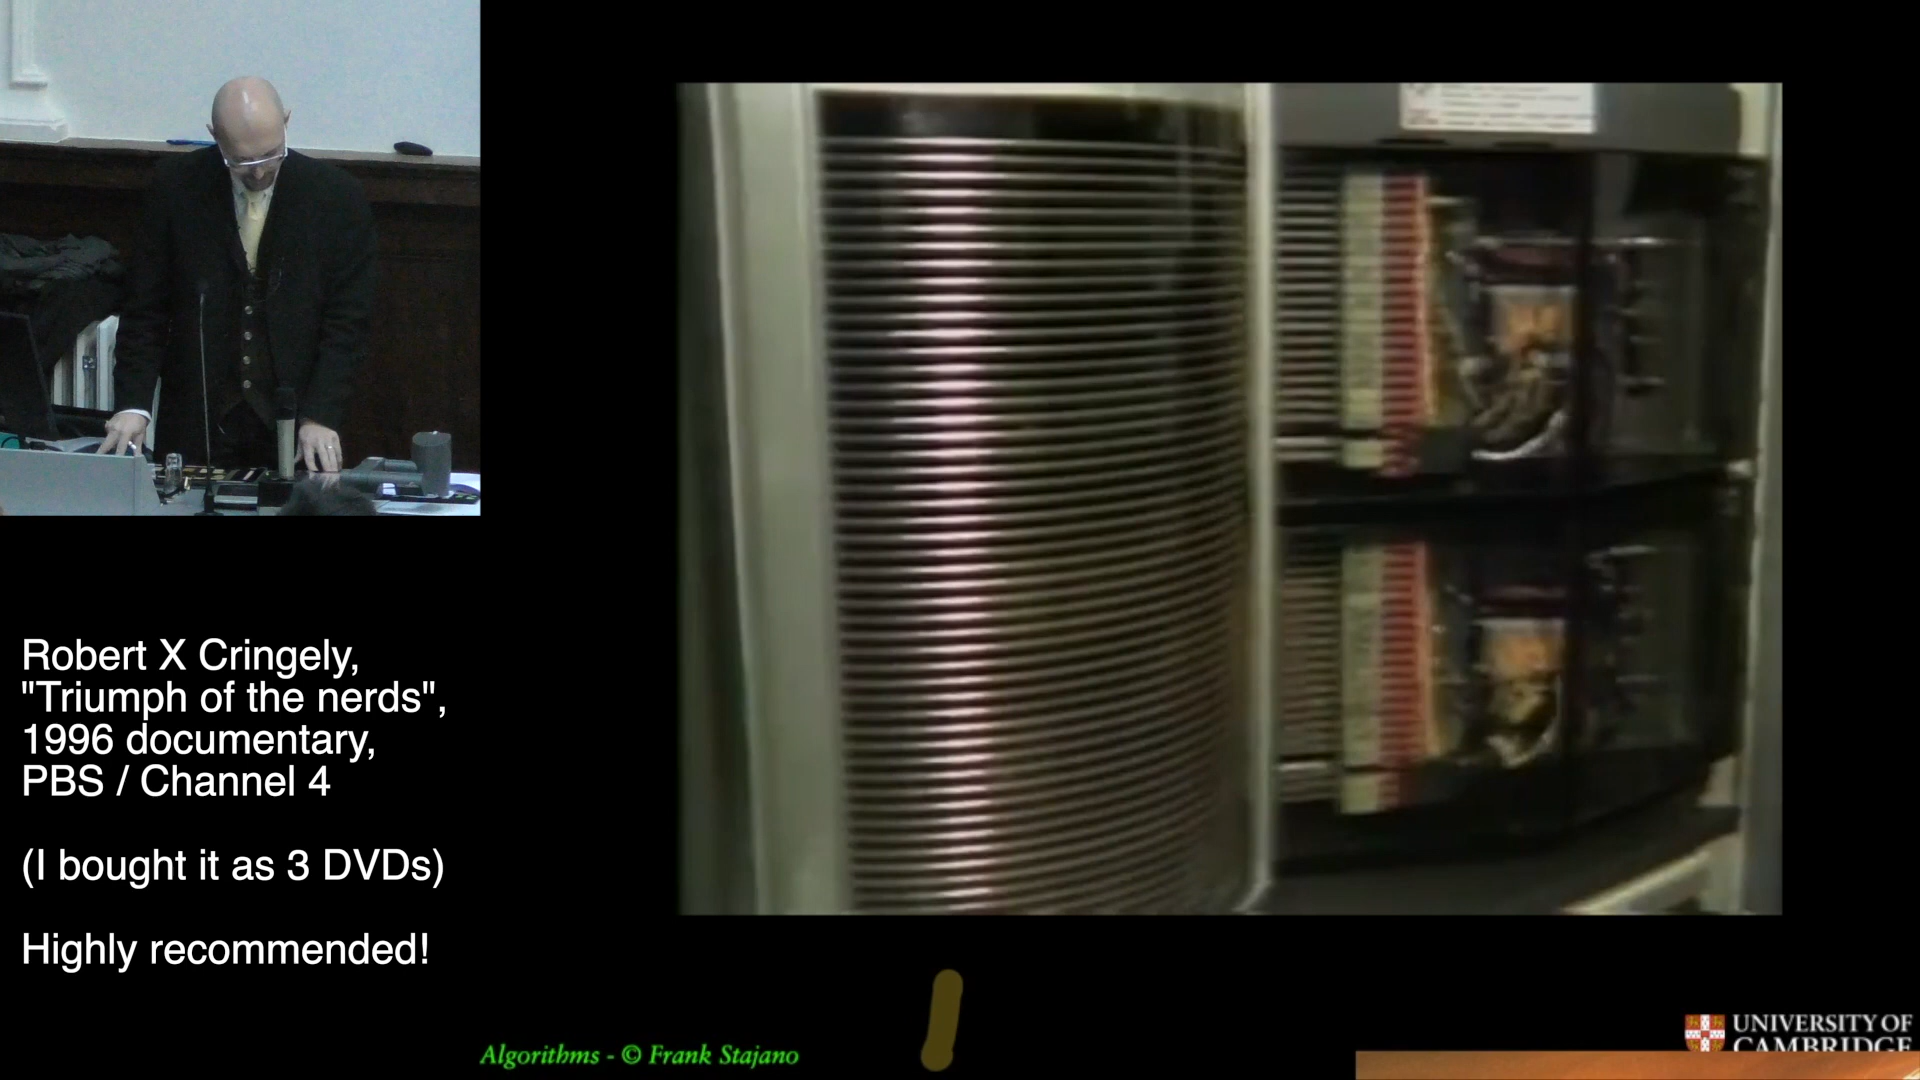 Robert X Cringely,
"Triumph of the nerds",
1996 documentary,
PBS / Channel 4
(I bought it as 3 DVDs)
Highly recommended!
Algorithms - © Frank Stajano
UNIVERSITY OF
CAMBRIDGE